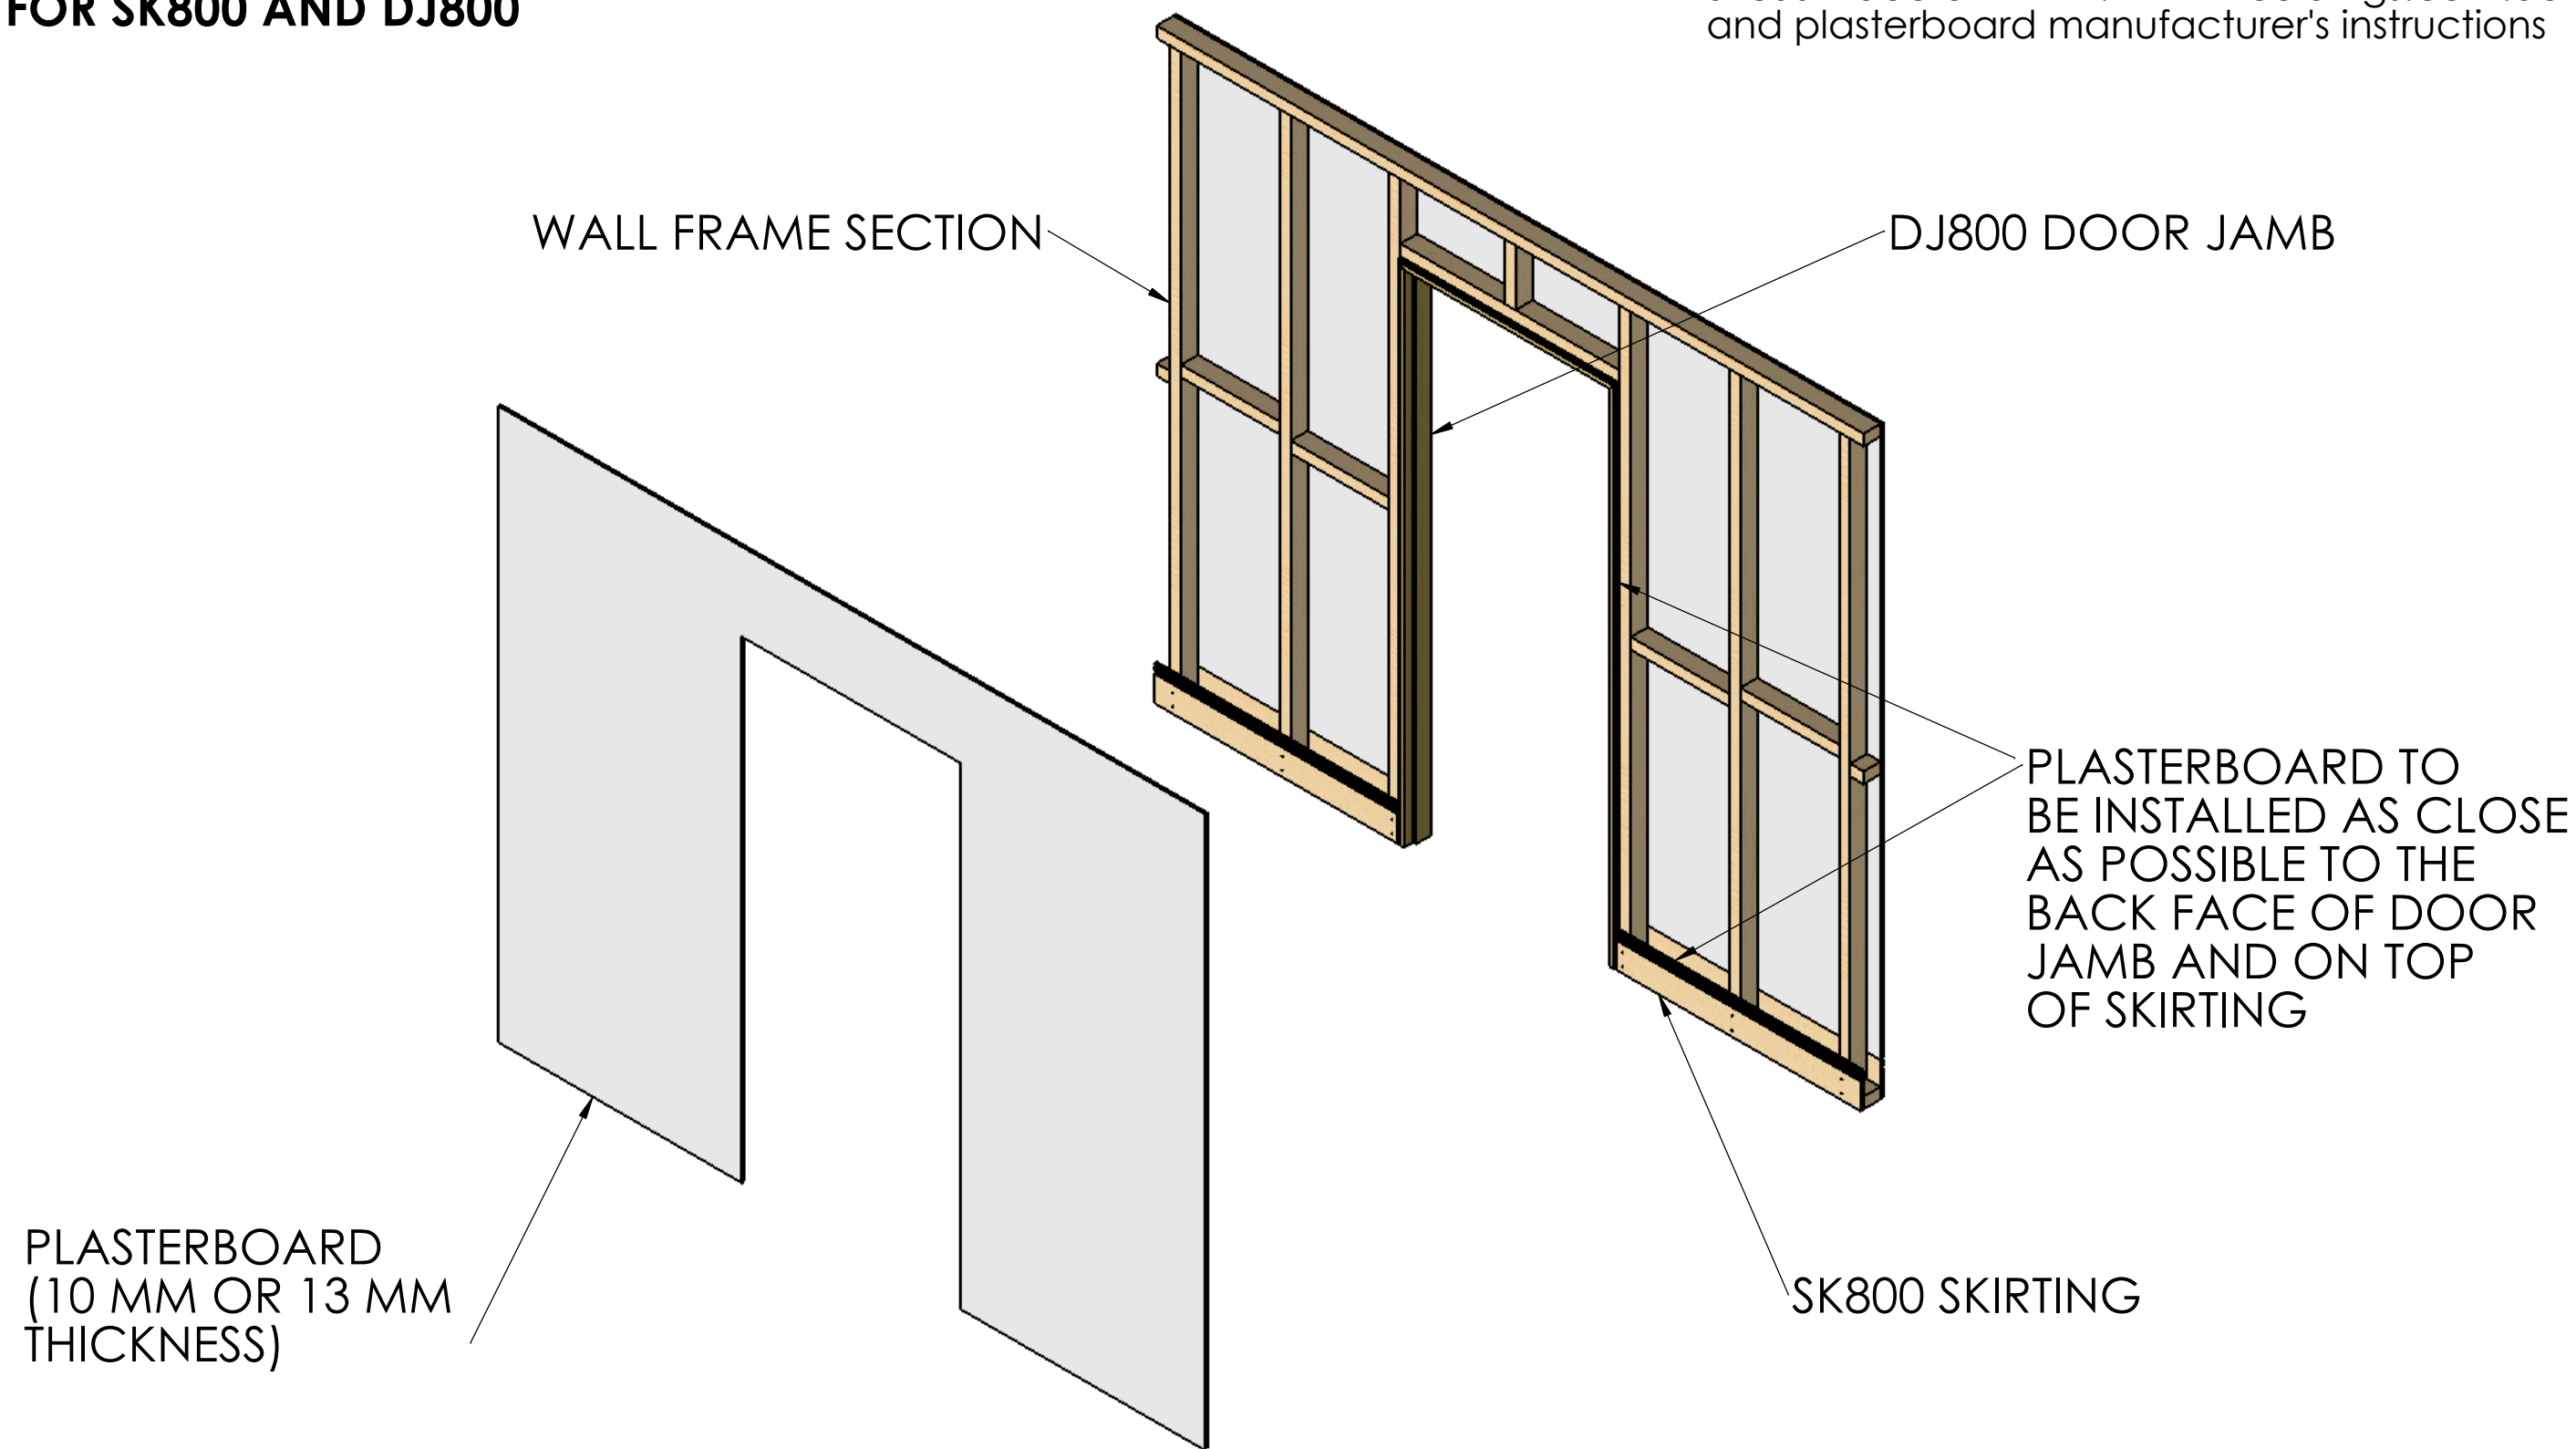 FOR SK800 AND DJ800
and plasterboard manufacturer's instructions
WALL FRAME SECTION
DJ800 DOOR JAMB
PLASTERBOARD TO
BE INSTALLED AS CLOSE
AS POSSIBLE TO THE
BACK FACE OF DOOR
JAMB AND ON TOP
OF SKIRTING
PLASTERBOARD
(10 MM OR 13 MM
THICKNESS)
SK800 SKIRTING